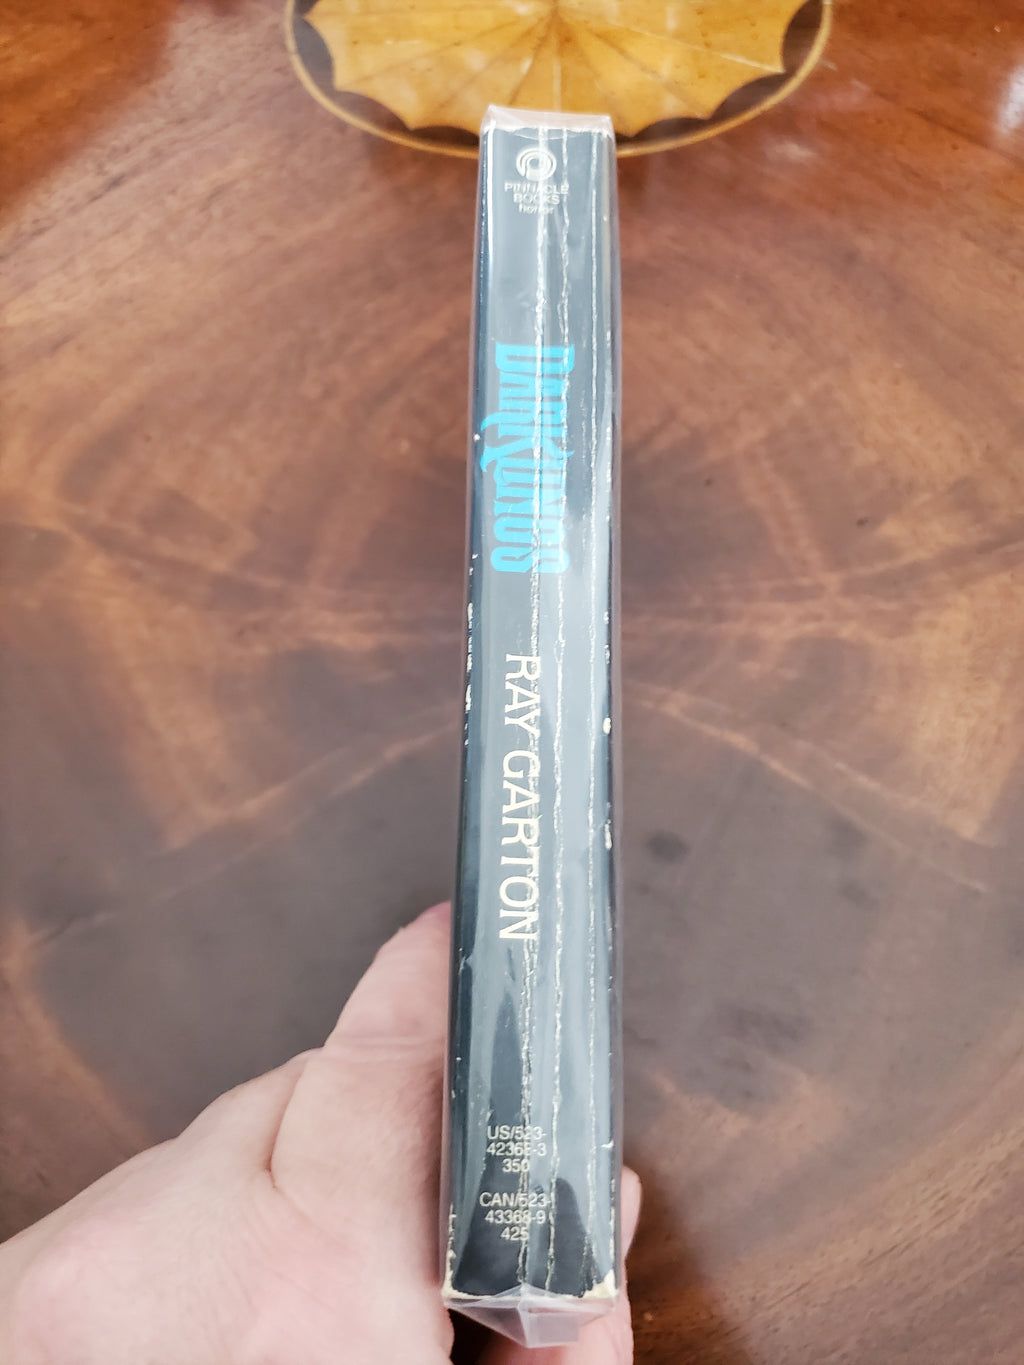 PINNACLE
BOOKS
horror
DARKLINGS
RAY GARTON
US/523-
42368-3
350
CAN/523-
43368-9
425